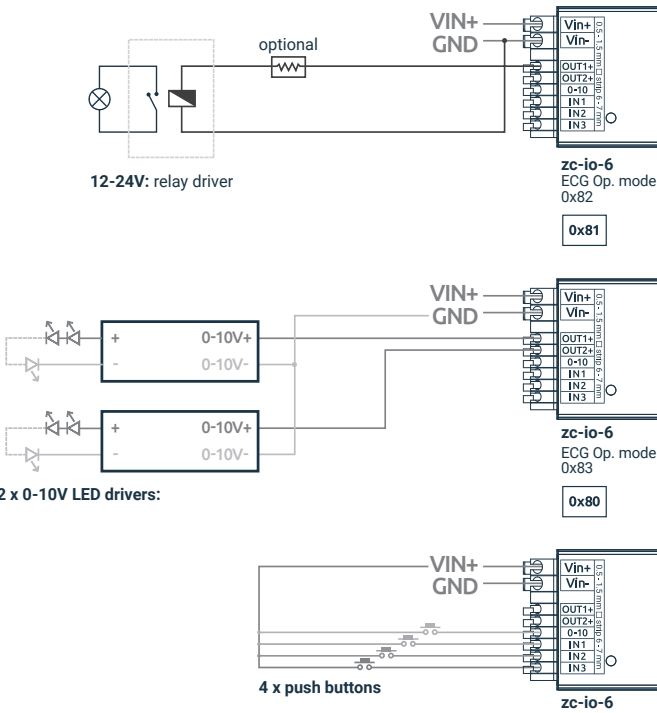 VIN+
GND
optional
Vin+
Vin-
OUT1+
OUT2+
0-10
IN1
IN2
IN3
0.5 - 1.5 mm □ strip 6 - 7 mm
12-24V: relay driver
zc-io-6
ECG Op. mode
0x82
0x81
VIN+
GND
Vin+
Vin-
OUT1+
OUT2+
0-10
IN1
IN2
IN3
0.5 - 1.5 mm □ strip 6 - 7 mm
+ 0-10V+
- 0-10V-
+ 0-10V+
- 0-10V-
2 x 0-10V LED drivers:
zc-io-6
ECG Op. mode
0x83
0x80
VIN+
GND
Vin+
Vin-
OUT1+
OUT2+
0-10
IN1
IN2
IN3
0.5 - 1.5 mm □ strip 6 - 7 mm
4 x push buttons
zc-io-6